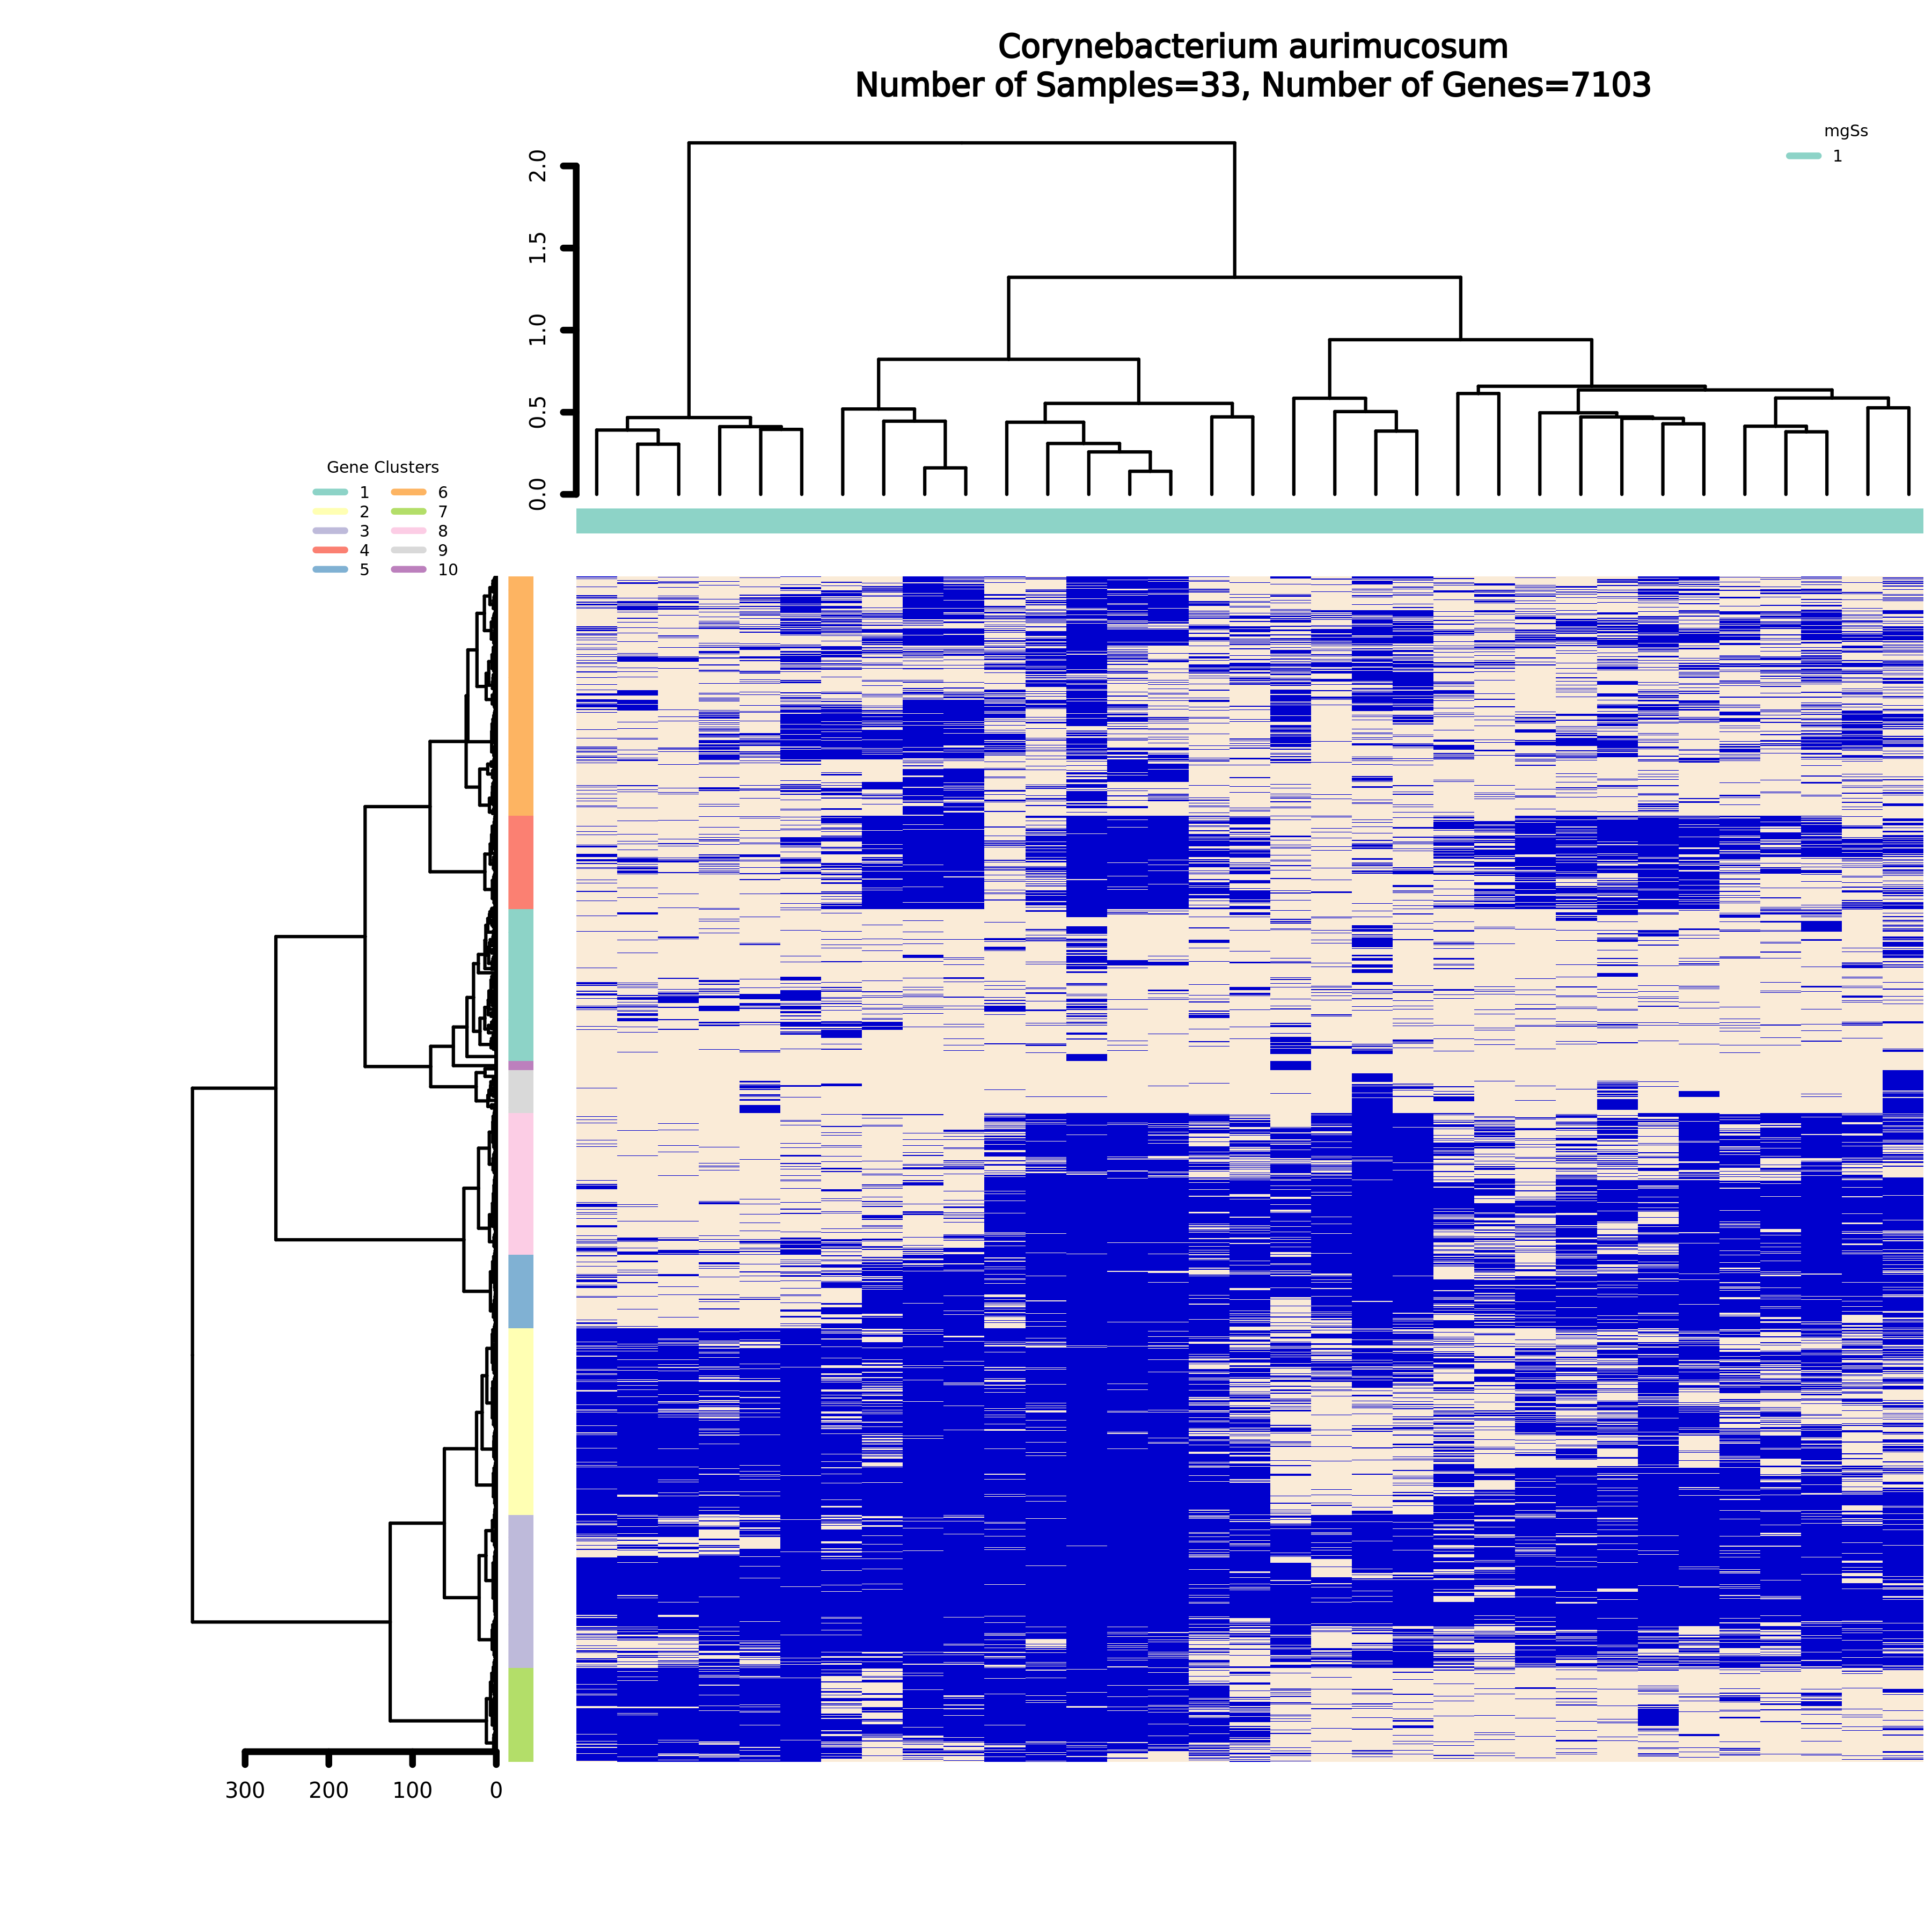 Corynebacterium aurimucosum
Number of Samples=33, Number of Genes=7103
mgSs
1
2.0
1.5
1.0
0.5
0.0
Gene Clusters
1 6
2 7
3 8
4 9
5 10
300 200 100 0